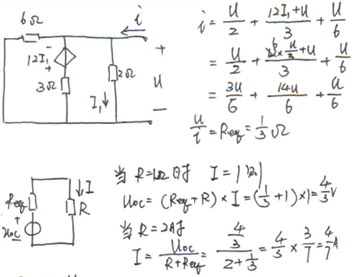 6Ω
i
12I₁
3Ω
I₁
2Ω
+
u
−
i = u/2 + (12I₁+u)/3 + u/6
= u/2 + (12×u/2+u)/3 + u/6
= 3u/6 + 14u/6 + u/6
u/i = Req = 1/3 Ω
Req
+
uoc
I
R
当 R=1Ω时 I=1A
uoc = (Req+R)×I = (1/3+1)×1 = 4/3 V
当 R=2Ω时
I = uoc/(R+Req) = (4/3)/(2+1/3) = 4/3 × 3/7 = 4/7 A